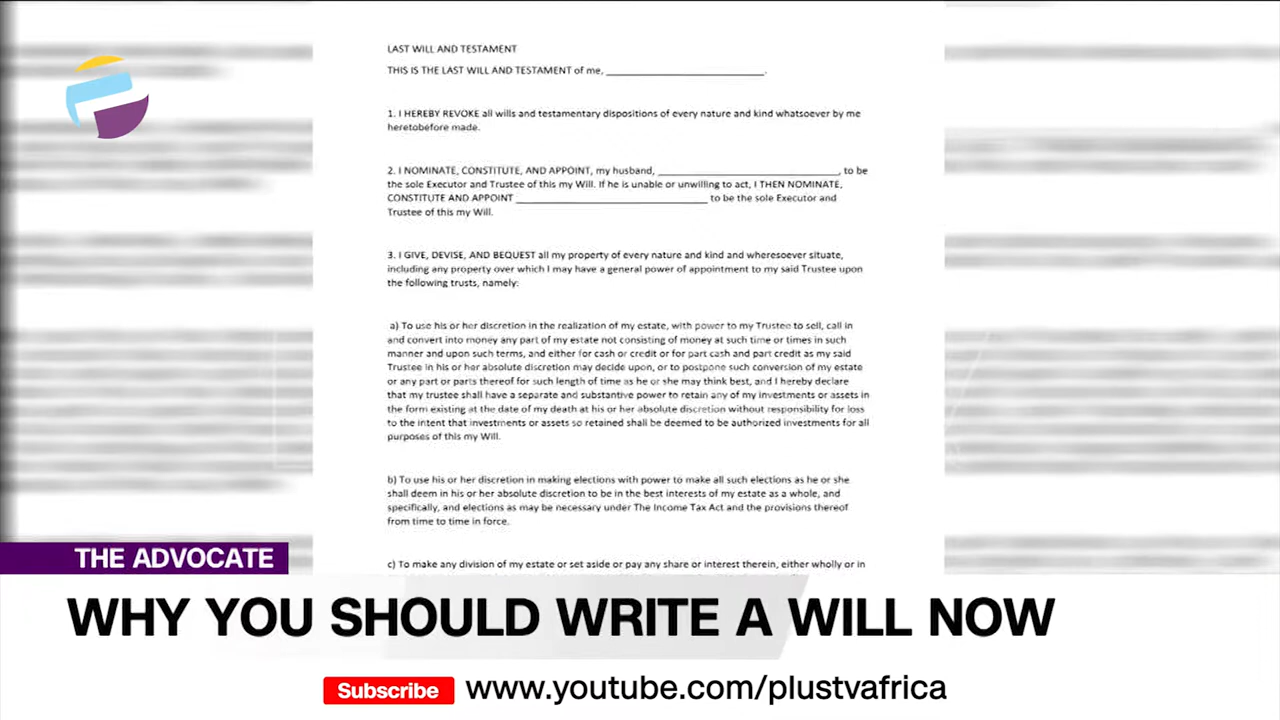 LAST WILL AND TESTAMENT
THIS IS THE LAST WILL AND TESTAMENT of me, ___________________________.
1. I HEREBY REVOKE all wills and testamentary dispositions of every nature and kind whatsoever by me
heretobefore made.
2. I NOMINATE, CONSTITUTE, AND APPOINT, my husband, _______________________________, to be
the sole Executor and Trustee of this my Will. If he is unable or unwilling to act, I THEN NOMINATE,
CONSTITUTE AND APPOINT _________________________________ to be the sole Executor and
Trustee of this my Will.
3. I GIVE, DEVISE, AND BEQUEST all my property of every nature and kind and wheresoever situate,
including any property over which I may have a general power of appointment to my said Trustee upon
the following trusts, namely:
a) To use his or her discretion in the realization of my estate, with power to my Trustee to sell, call in
and convert into money any part of my estate not consisting of money at such time or times in such
manner and upon such terms, and either for cash or credit or for part cash and part credit as my said
Trustee in his or her absolute discretion may decide upon, or to postpone such conversion of my estate
or any part or parts thereof for such length of time as he or she may think best, and I hereby declare
that my trustee shall have a separate and substantive power to retain any of my investments or assets in
the form existing at the date of my death at his or her absolute discretion without responsibility for loss
to the intent that investments or assets so retained shall be deemed to be authorized investments for all
purposes of this my Will.
b) To use his or her discretion in making elections with power to make all such elections as he or she
shall deem in his or her absolute discretion to be in the best interests of my estate as a whole, and
specifically, and elections as may be necessary under The Income Tax Act and the provisions thereof
from time to time in force.
c) To make any division of my estate or set aside or pay any share or interest therein, either wholly or in
THE ADVOCATE
WHY YOU SHOULD WRITE A WILL NOW
Subscribe www.youtube.com/plustvafrica